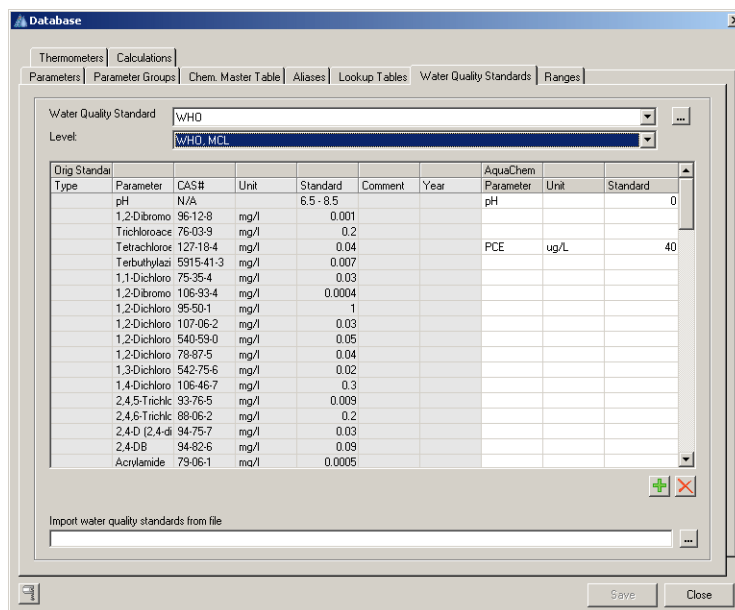 Database
Thermometers Calculations
Parameters Parameter Groups Chem. Master Table Aliases Lookup Tables Water Quality Standards Ranges
Water Quality Standard WHO ...
Level: WHO, MCL
Orig Standar AquaChem
Type Parameter CAS# Unit Standard Comment Year Parameter Unit Standard
pH N/A 6.5 - 8.5 pH 0
1,2-Dibromo 96-12-8 mg/l 0.001
Trichloroace 76-03-9 mg/l 0.2
Tetrachloroe 127-18-4 mg/l 0.04 PCE ug/L 40
Terbuthylazi 5915-41-3 mg/l 0.007
1,1-Dichloro 75-35-4 mg/l 0.03
1,2-Dibromo 106-93-4 mg/l 0.0004
1,2-Dichloro 95-50-1 mg/l 1
1,2-Dichloro 107-06-2 mg/l 0.03
1,2-Dichloro 540-59-0 mg/l 0.05
1,2-Dichloro 78-87-5 mg/l 0.04
1,3-Dichloro 542-75-6 mg/l 0.02
1,4-Dichloro 106-46-7 mg/l 0.3
2,4,5-Trichlc 93-76-5 mg/l 0.009
2,4,6-Trichlc 88-06-2 mg/l 0.2
2,4-D (2,4-di 94-75-7 mg/l 0.03
2,4-DB 94-82-6 mg/l 0.09
Acrylamide 79-06-1 mg/l 0.0005
Import water quality standards from file
...
Save Close